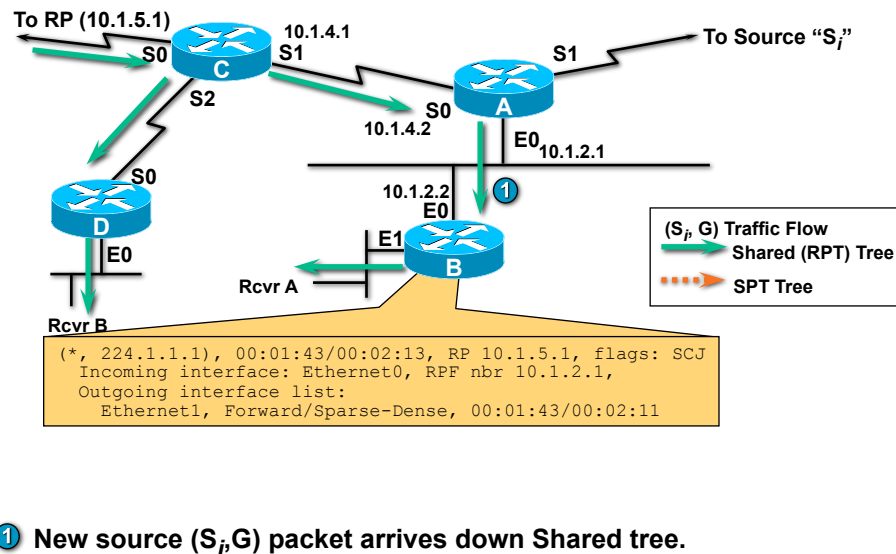 To RP (10.1.5.1)
10.1.4.1
S0
C
S1
S2
10.1.4.2
S0
A
S1
To Source “Si”
E0
10.1.2.1
S0
D
E0
Rcvr B
10.1.2.2
E0
1
E1
B
Rcvr A
(Si, G) Traffic Flow
Shared (RPT) Tree
SPT Tree
(*, 224.1.1.1), 00:01:43/00:02:13, RP 10.1.5.1, flags: SCJ
Incoming interface: Ethernet0, RPF nbr 10.1.2.1,
Outgoing interface list:
Ethernet1, Forward/Sparse-Dense, 00:01:43/00:02:11
1 New source (Si,G) packet arrives down Shared tree.